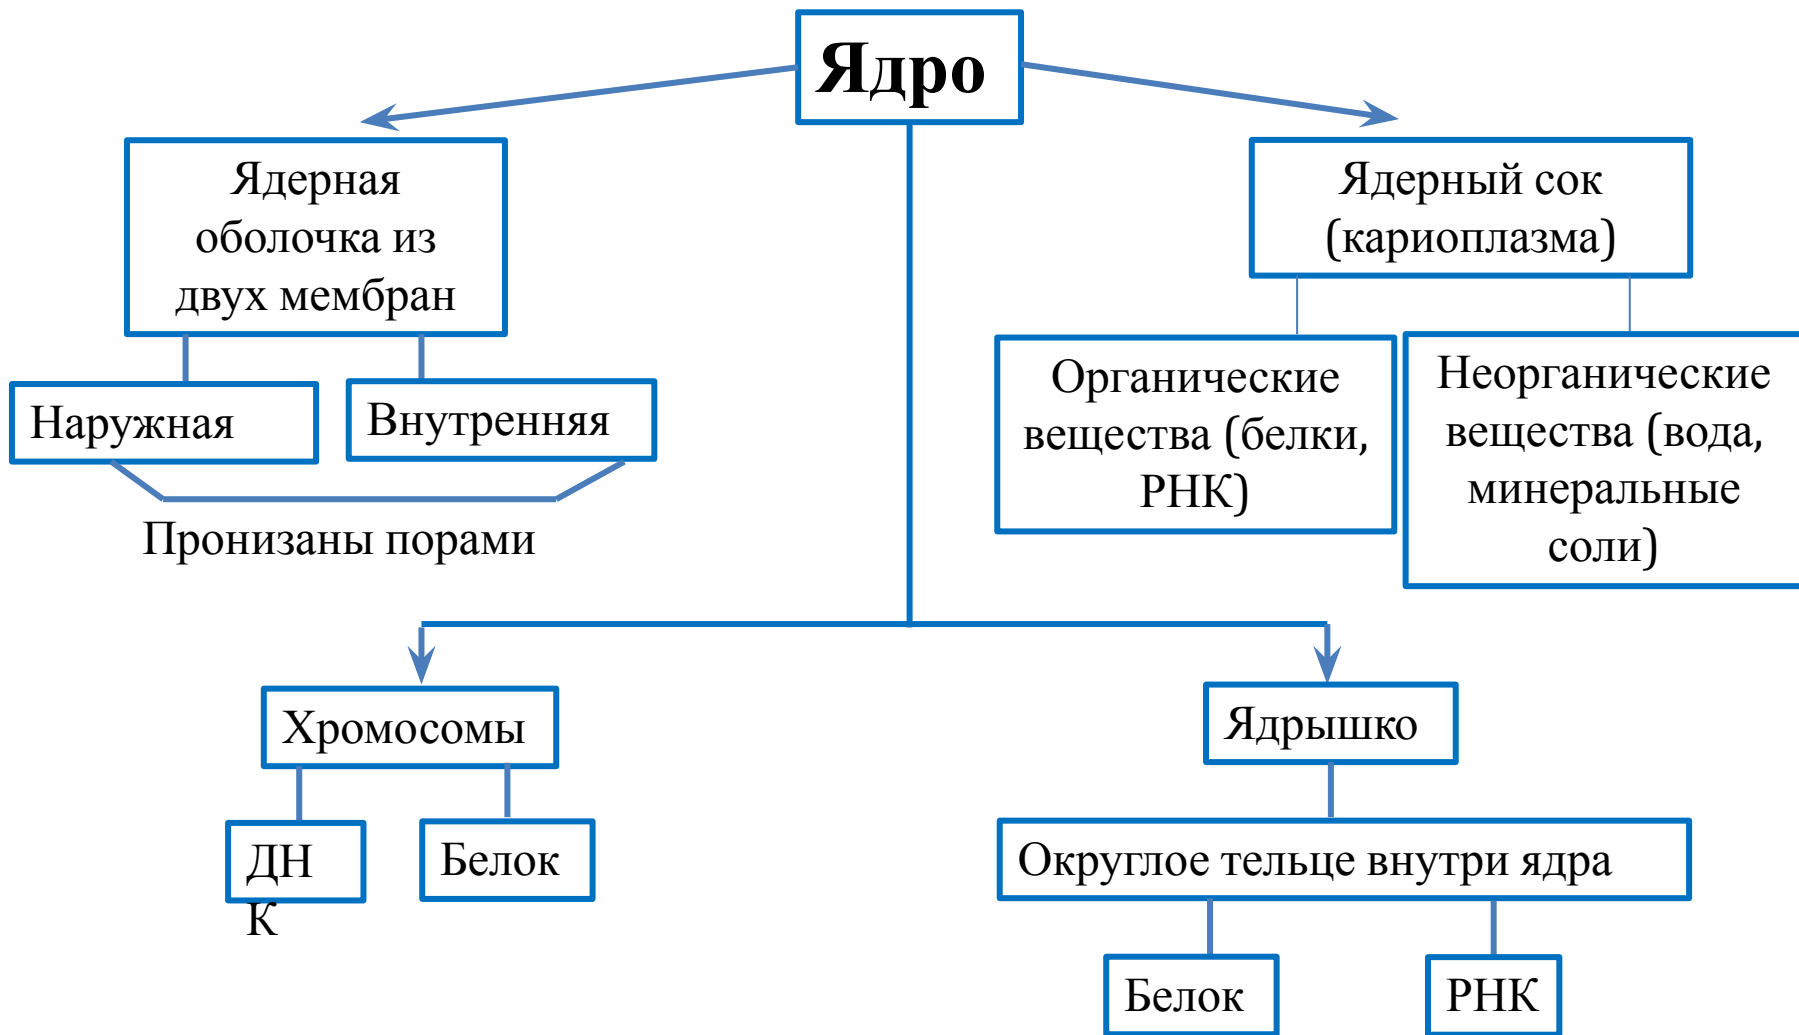 Ядро
Ядерная
оболочка из
двух мембран
Ядерный сок
(кариоплазма)
Наружная
Внутренняя
Пронизаны порами
Органические
вещества (белки,
РНК)
Неорганические
вещества (вода,
минеральные
соли)
Хромосомы
ДН
К
Белок
Ядрышко
Округлое тельце внутри ядра
Белок
РНК